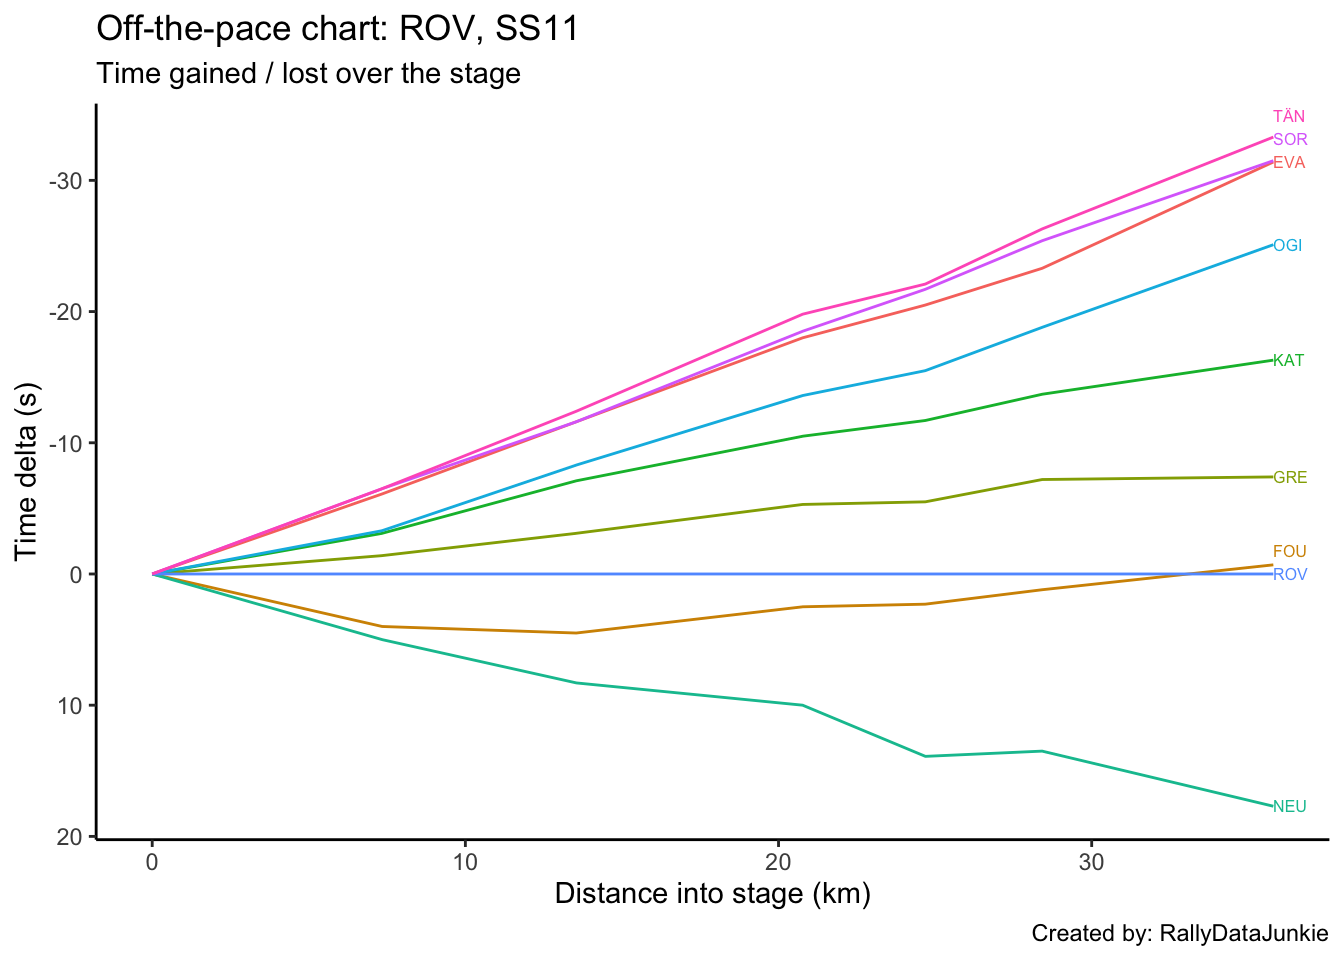 Off-the-pace chart: ROV, SS11
Time gained / lost over the stage
TÄN
SOR
EVA
OGI
KAT
GRE
FOU
ROV
NEU
-30
-20
-10
0
10
20
Time delta (s)
0 10 20 30
Distance into stage (km)
Created by: RallyDataJunkie